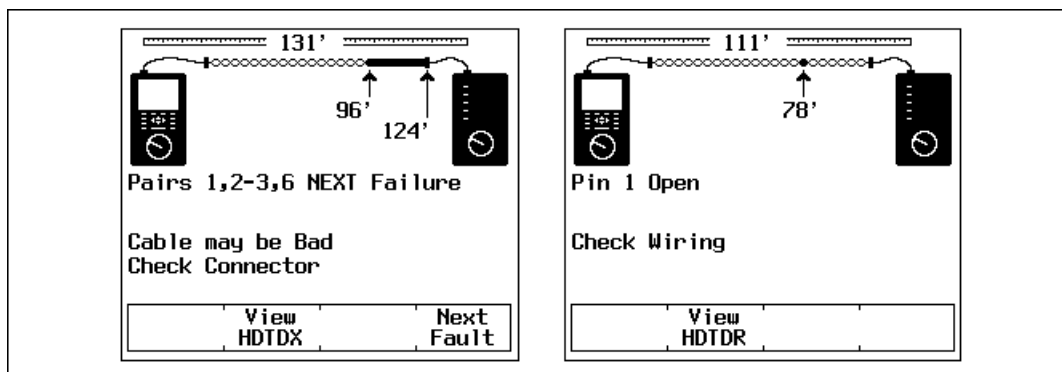 131'
96'
124'
Pairs 1,2-3,6 NEXT Failure
Cable may be Bad
Check Connector
View
HDTDX
Next
Fault
111'
78'
Pin 1 Open
Check Wiring
View
HDTDR